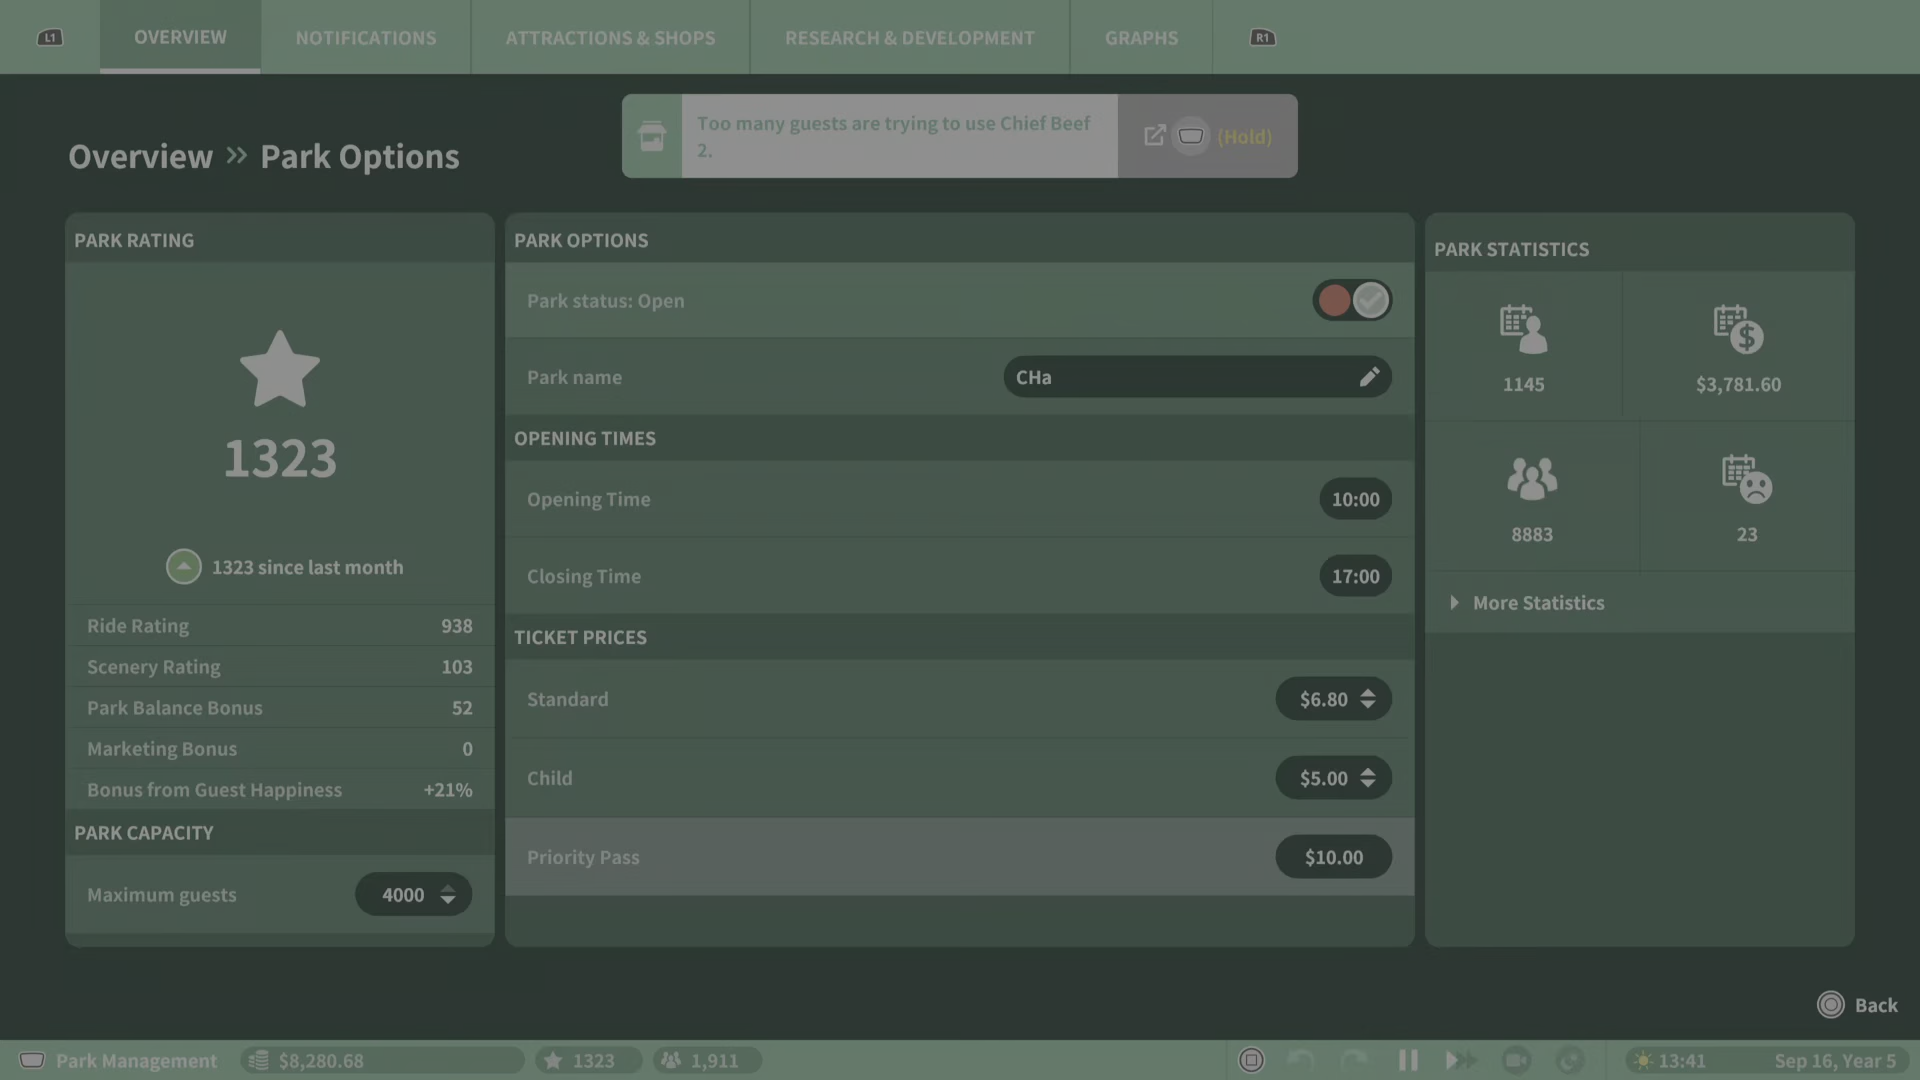 L1
OVERVIEW
NOTIFICATIONS
ATTRACTIONS & SHOPS
RESEARCH & DEVELOPMENT
GRAPHS
R1
Overview » Park Options
Too many guests are trying to use Chief Beef
2.
(Hold)
PARK RATING
1323
1323 since last month
Ride Rating 938
Scenery Rating 103
Park Balance Bonus 52
Marketing Bonus 0
Bonus from Guest Happiness +21%
PARK CAPACITY
Maximum guests 4000
PARK OPTIONS
Park status: Open
Park name CHa
OPENING TIMES
Opening Time 10:00
Closing Time 17:00
TICKET PRICES
Standard $6.80
Child $5.00
Priority Pass $10.00
PARK STATISTICS
1145 $3,781.60
8883 23
More Statistics
Back
Park Management $8,280.68 1323 1,911 13:41 Sep 16, Year 5